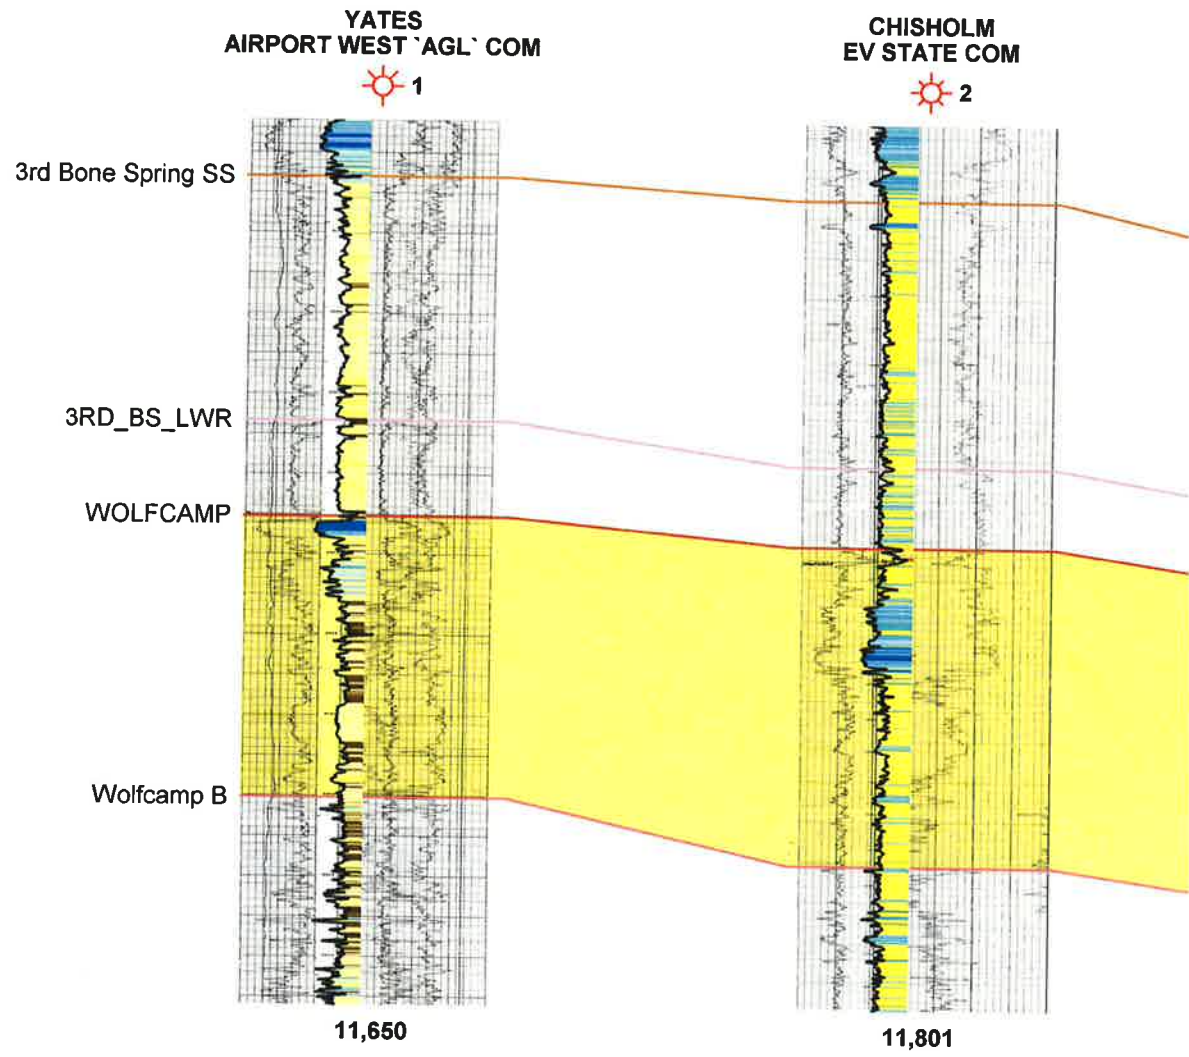 YATES
AIRPORT WEST `AGL` COM
1
CHISHOLM
EV STATE COM
2
3rd Bone Spring SS
3RD_BS_LWR
WOLFCAMP
Wolfcamp B
11,650
11,801